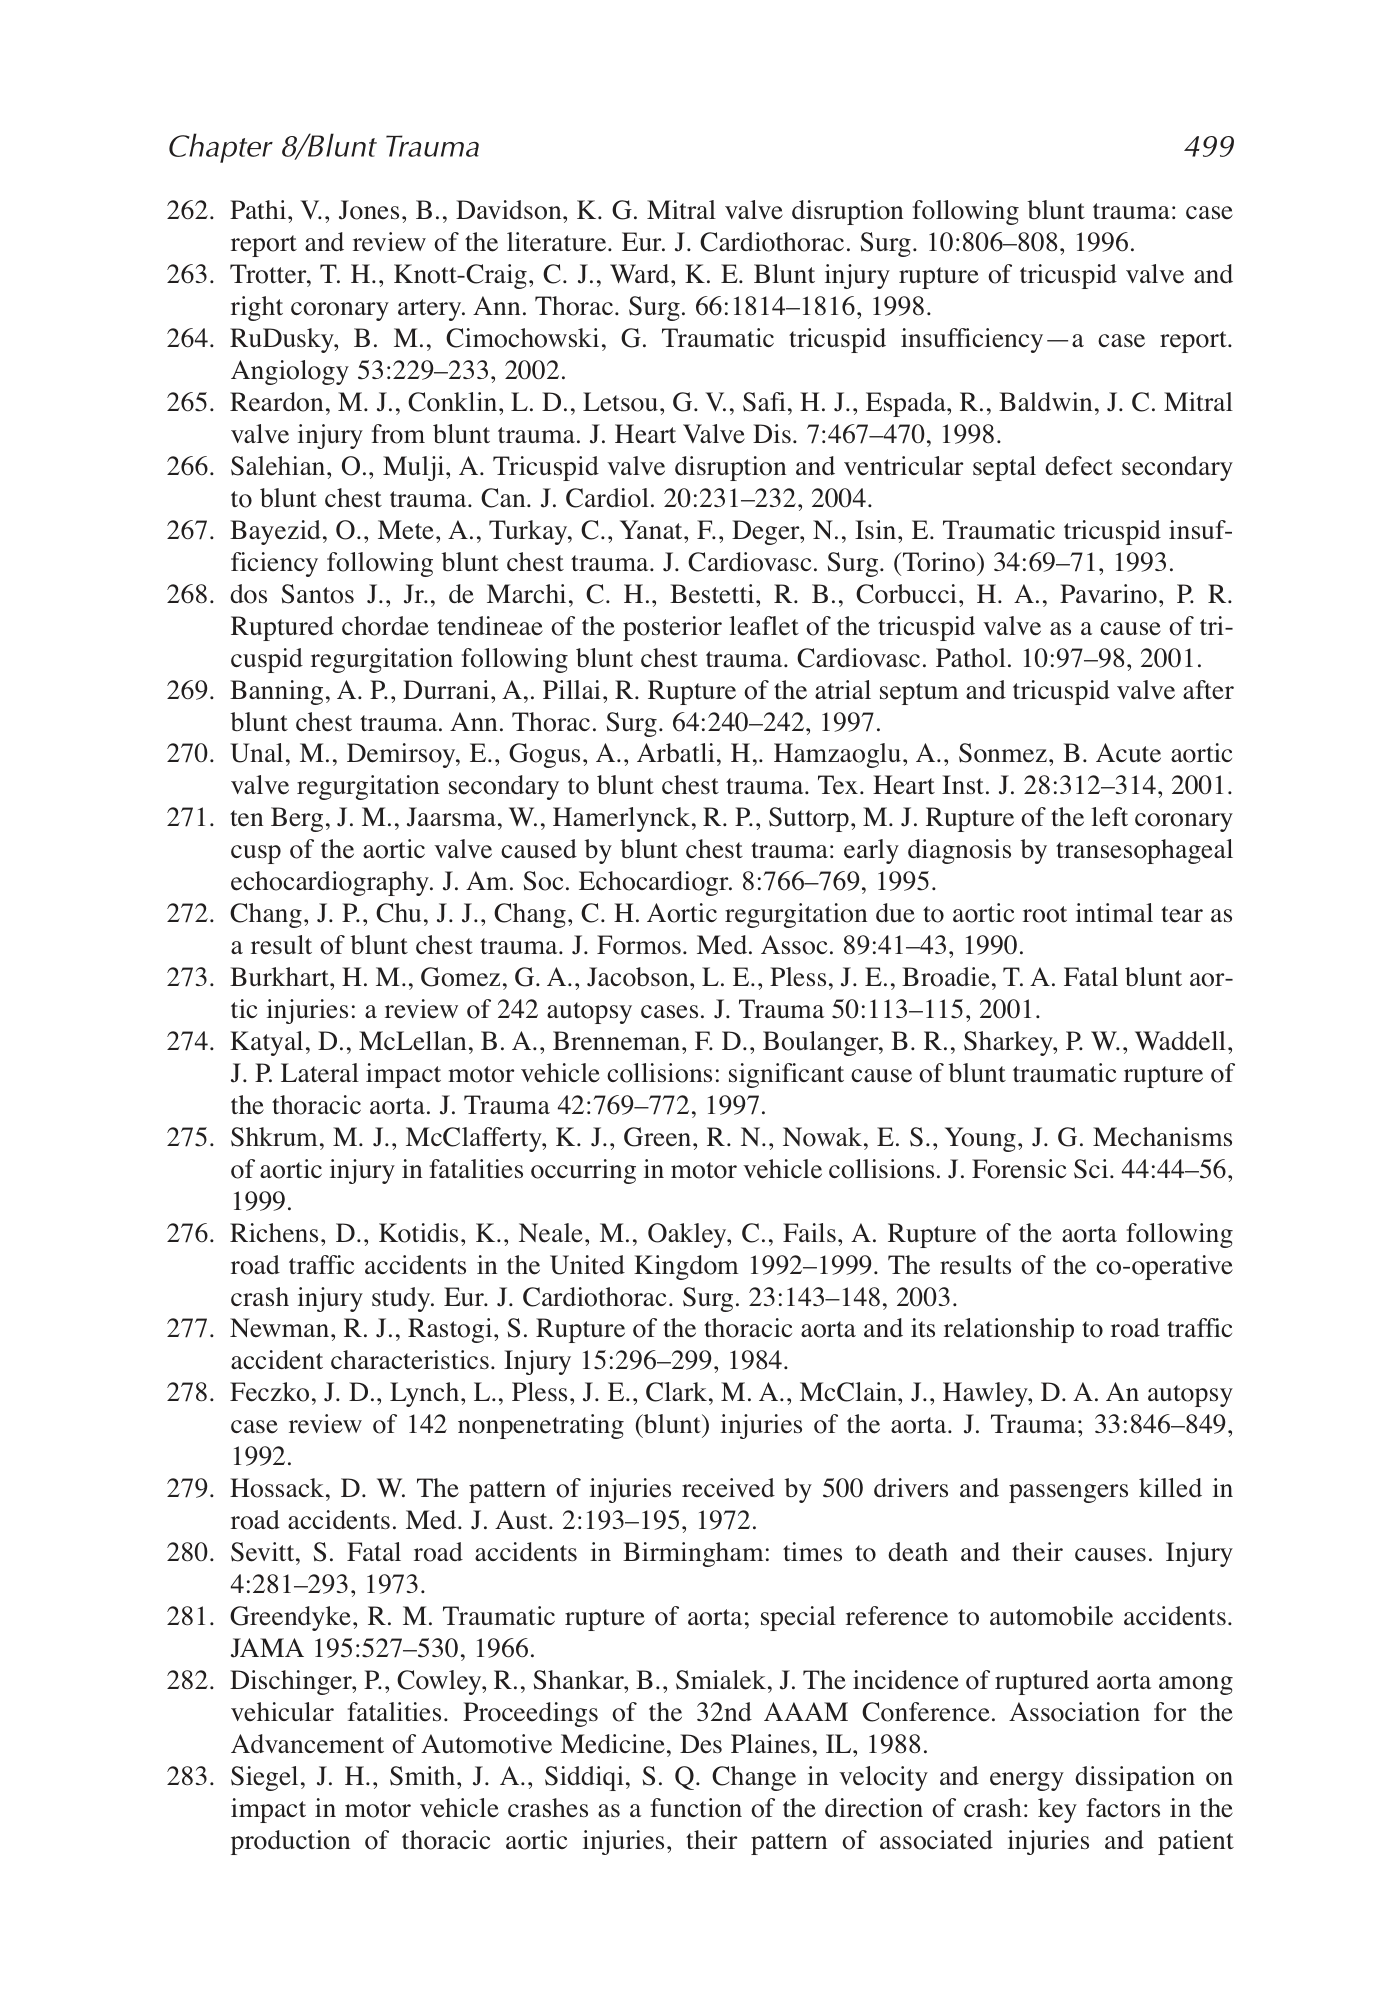 Chapter 8/Blunt Trauma 499
262. Pathi, V., Jones, B., Davidson, K. G. Mitral valve disruption following blunt trauma: case
report and review of the literature. Eur. J. Cardiothorac. Surg. 10:806–808, 1996.
263. Trotter, T. H., Knott-Craig, C. J., Ward, K. E. Blunt injury rupture of tricuspid valve and
right coronary artery. Ann. Thorac. Surg. 66:1814–1816, 1998.
264. RuDusky, B. M., Cimochowski, G. Traumatic tricuspid insufficiency—a case report.
Angiology 53:229–233, 2002.
265. Reardon, M. J., Conklin, L. D., Letsou, G. V., Safi, H. J., Espada, R., Baldwin, J. C. Mitral
valve injury from blunt trauma. J. Heart Valve Dis. 7:467–470, 1998.
266. Salehian, O., Mulji, A. Tricuspid valve disruption and ventricular septal defect secondary
to blunt chest trauma. Can. J. Cardiol. 20:231–232, 2004.
267. Bayezid, O., Mete, A., Turkay, C., Yanat, F., Deger, N., Isin, E. Traumatic tricuspid insuf-
ficiency following blunt chest trauma. J. Cardiovasc. Surg. (Torino) 34:69–71, 1993.
268. dos Santos J., Jr., de Marchi, C. H., Bestetti, R. B., Corbucci, H. A., Pavarino, P. R.
Ruptured chordae tendineae of the posterior leaflet of the tricuspid valve as a cause of tri-
cuspid regurgitation following blunt chest trauma. Cardiovasc. Pathol. 10:97–98, 2001.
269. Banning, A. P., Durrani, A,. Pillai, R. Rupture of the atrial septum and tricuspid valve after
blunt chest trauma. Ann. Thorac. Surg. 64:240–242, 1997.
270. Unal, M., Demirsoy, E., Gogus, A., Arbatli, H,. Hamzaoglu, A., Sonmez, B. Acute aortic
valve regurgitation secondary to blunt chest trauma. Tex. Heart Inst. J. 28:312–314, 2001.
271. ten Berg, J. M., Jaarsma, W., Hamerlynck, R. P., Suttorp, M. J. Rupture of the left coronary
cusp of the aortic valve caused by blunt chest trauma: early diagnosis by transesophageal
echocardiography. J. Am. Soc. Echocardiogr. 8:766–769, 1995.
272. Chang, J. P., Chu, J. J., Chang, C. H. Aortic regurgitation due to aortic root intimal tear as
a result of blunt chest trauma. J. Formos. Med. Assoc. 89:41–43, 1990.
273. Burkhart, H. M., Gomez, G. A., Jacobson, L. E., Pless, J. E., Broadie, T. A. Fatal blunt aor-
tic injuries: a review of 242 autopsy cases. J. Trauma 50:113–115, 2001.
274. Katyal, D., McLellan, B. A., Brenneman, F. D., Boulanger, B. R., Sharkey, P. W., Waddell,
J. P. Lateral impact motor vehicle collisions: significant cause of blunt traumatic rupture of
the thoracic aorta. J. Trauma 42:769–772, 1997.
275. Shkrum, M. J., McClafferty, K. J., Green, R. N., Nowak, E. S., Young, J. G. Mechanisms
of aortic injury in fatalities occurring in motor vehicle collisions. J. Forensic Sci. 44:44–56,
1999.
276. Richens, D., Kotidis, K., Neale, M., Oakley, C., Fails, A. Rupture of the aorta following
road traffic accidents in the United Kingdom 1992–1999. The results of the co-operative
crash injury study. Eur. J. Cardiothorac. Surg. 23:143–148, 2003.
277. Newman, R. J., Rastogi, S. Rupture of the thoracic aorta and its relationship to road traffic
accident characteristics. Injury 15:296–299, 1984.
278. Feczko, J. D., Lynch, L., Pless, J. E., Clark, M. A., McClain, J., Hawley, D. A. An autopsy
case review of 142 nonpenetrating (blunt) injuries of the aorta. J. Trauma; 33:846–849,
1992.
279. Hossack, D. W. The pattern of injuries received by 500 drivers and passengers killed in
road accidents. Med. J. Aust. 2:193–195, 1972.
280. Sevitt, S. Fatal road accidents in Birmingham: times to death and their causes. Injury
4:281–293, 1973.
281. Greendyke, R. M. Traumatic rupture of aorta; special reference to automobile accidents.
JAMA 195:527–530, 1966.
282. Dischinger, P., Cowley, R., Shankar, B., Smialek, J. The incidence of ruptured aorta among
vehicular fatalities. Proceedings of the 32nd AAAM Conference. Association for the
Advancement of Automotive Medicine, Des Plaines, IL, 1988.
283. Siegel, J. H., Smith, J. A., Siddiqi, S. Q. Change in velocity and energy dissipation on
impact in motor vehicle crashes as a function of the direction of crash: key factors in the
production of thoracic aortic injuries, their pattern of associated injuries and patient